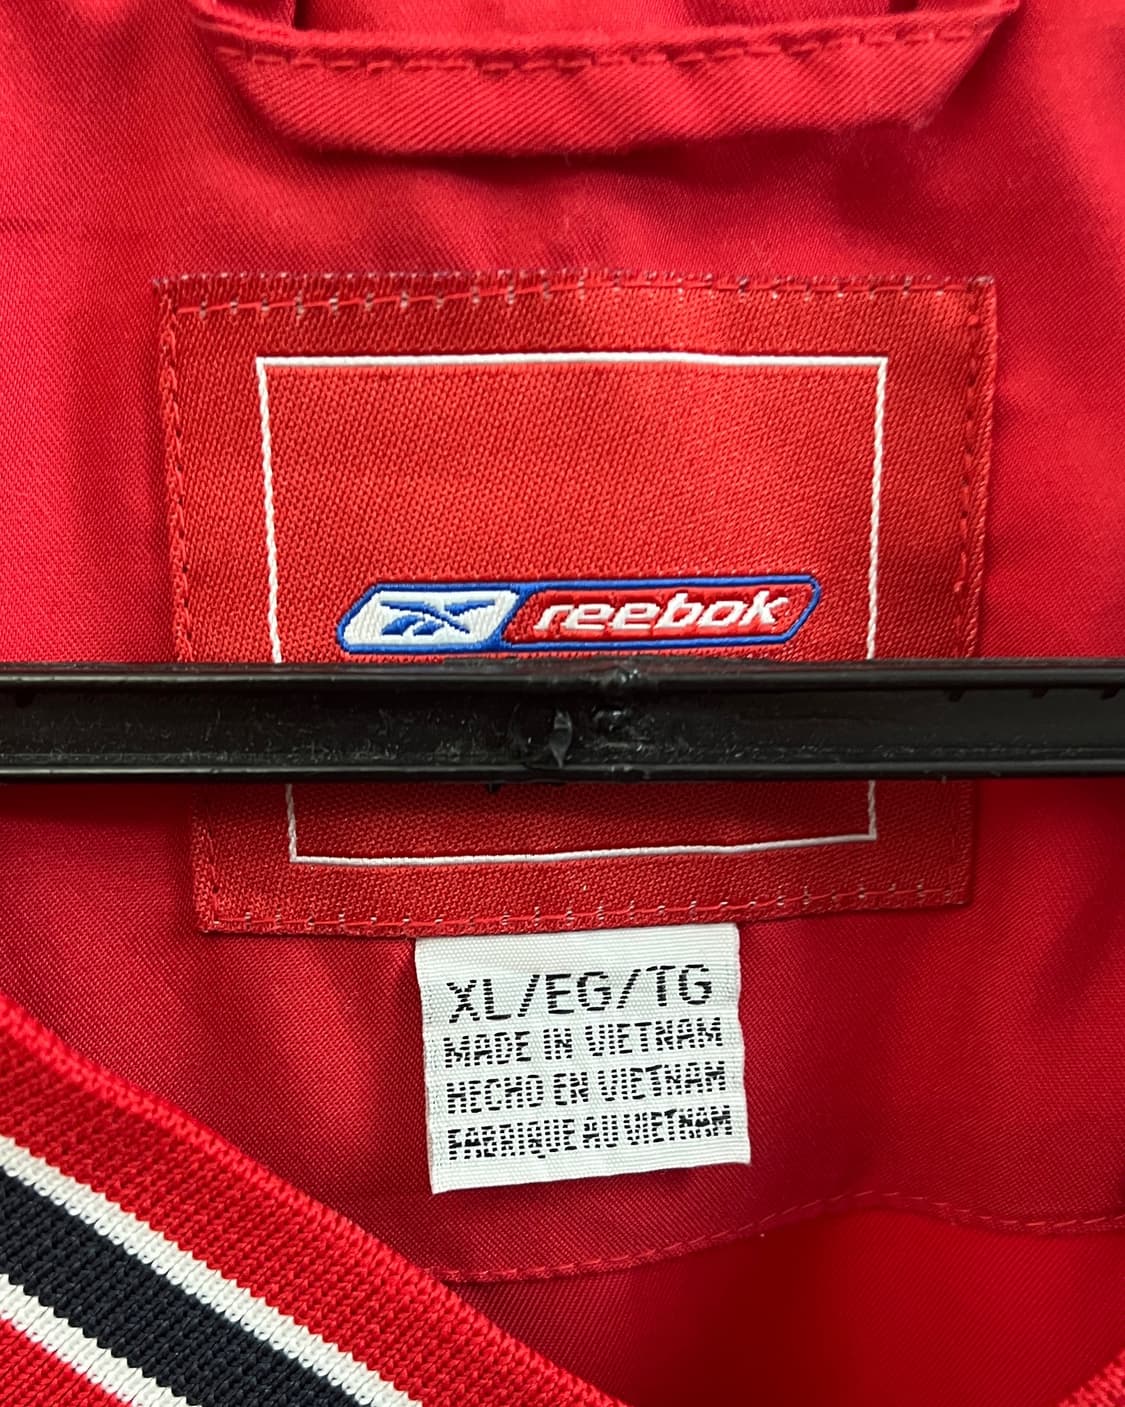 reebok
XL/EG/TG
MADE IN VIETNAM
HECHO EN VIETNAM
FABRIQUE AU VIETNAM